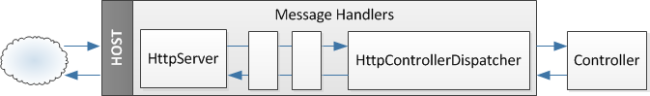 Message Handlers
HOST
HttpServer
HttpControllerDispatcher
Controller